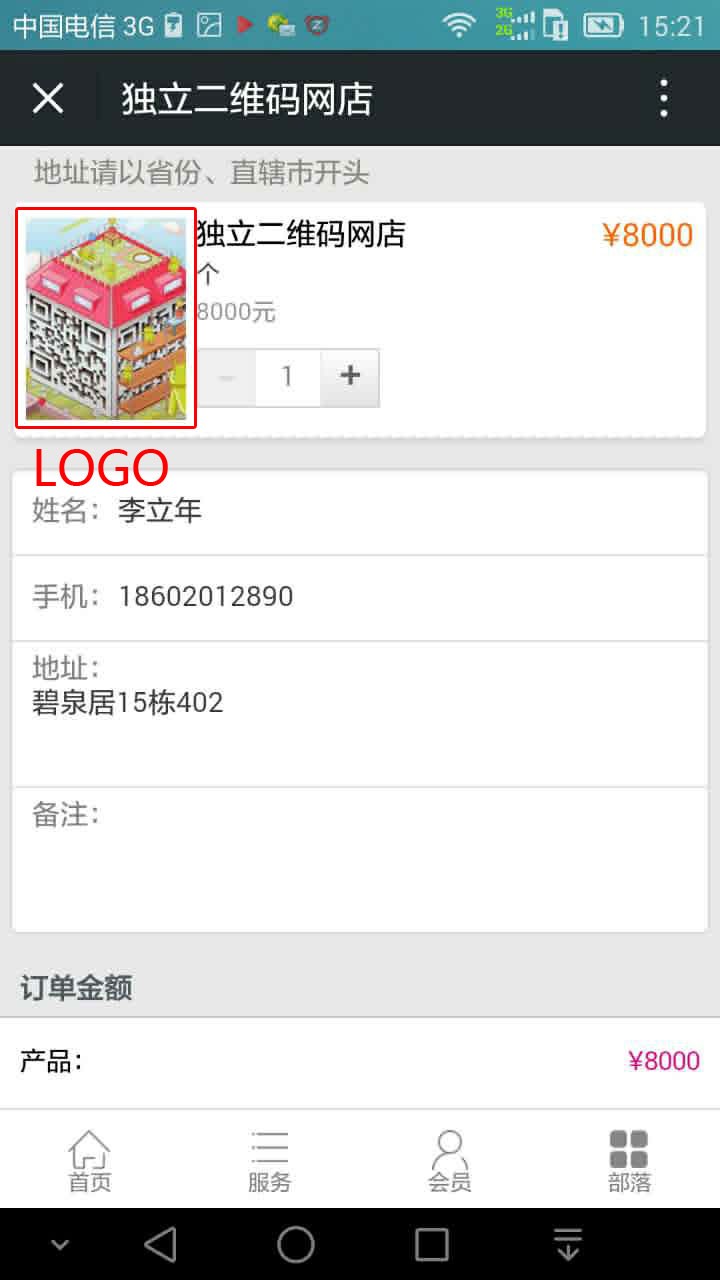 中国电信 3G 3G 2G 15:21
独立二维码网店
地址请以省份、直辖市开头
独立二维码网店 ¥8000
个
8000元
− 1 +
LOGO
姓名： 李立年
手机： 18602012890
地址：
碧泉居15栋402
备注：
订单金额
产品： ¥8000
首页 服务 会员 部落